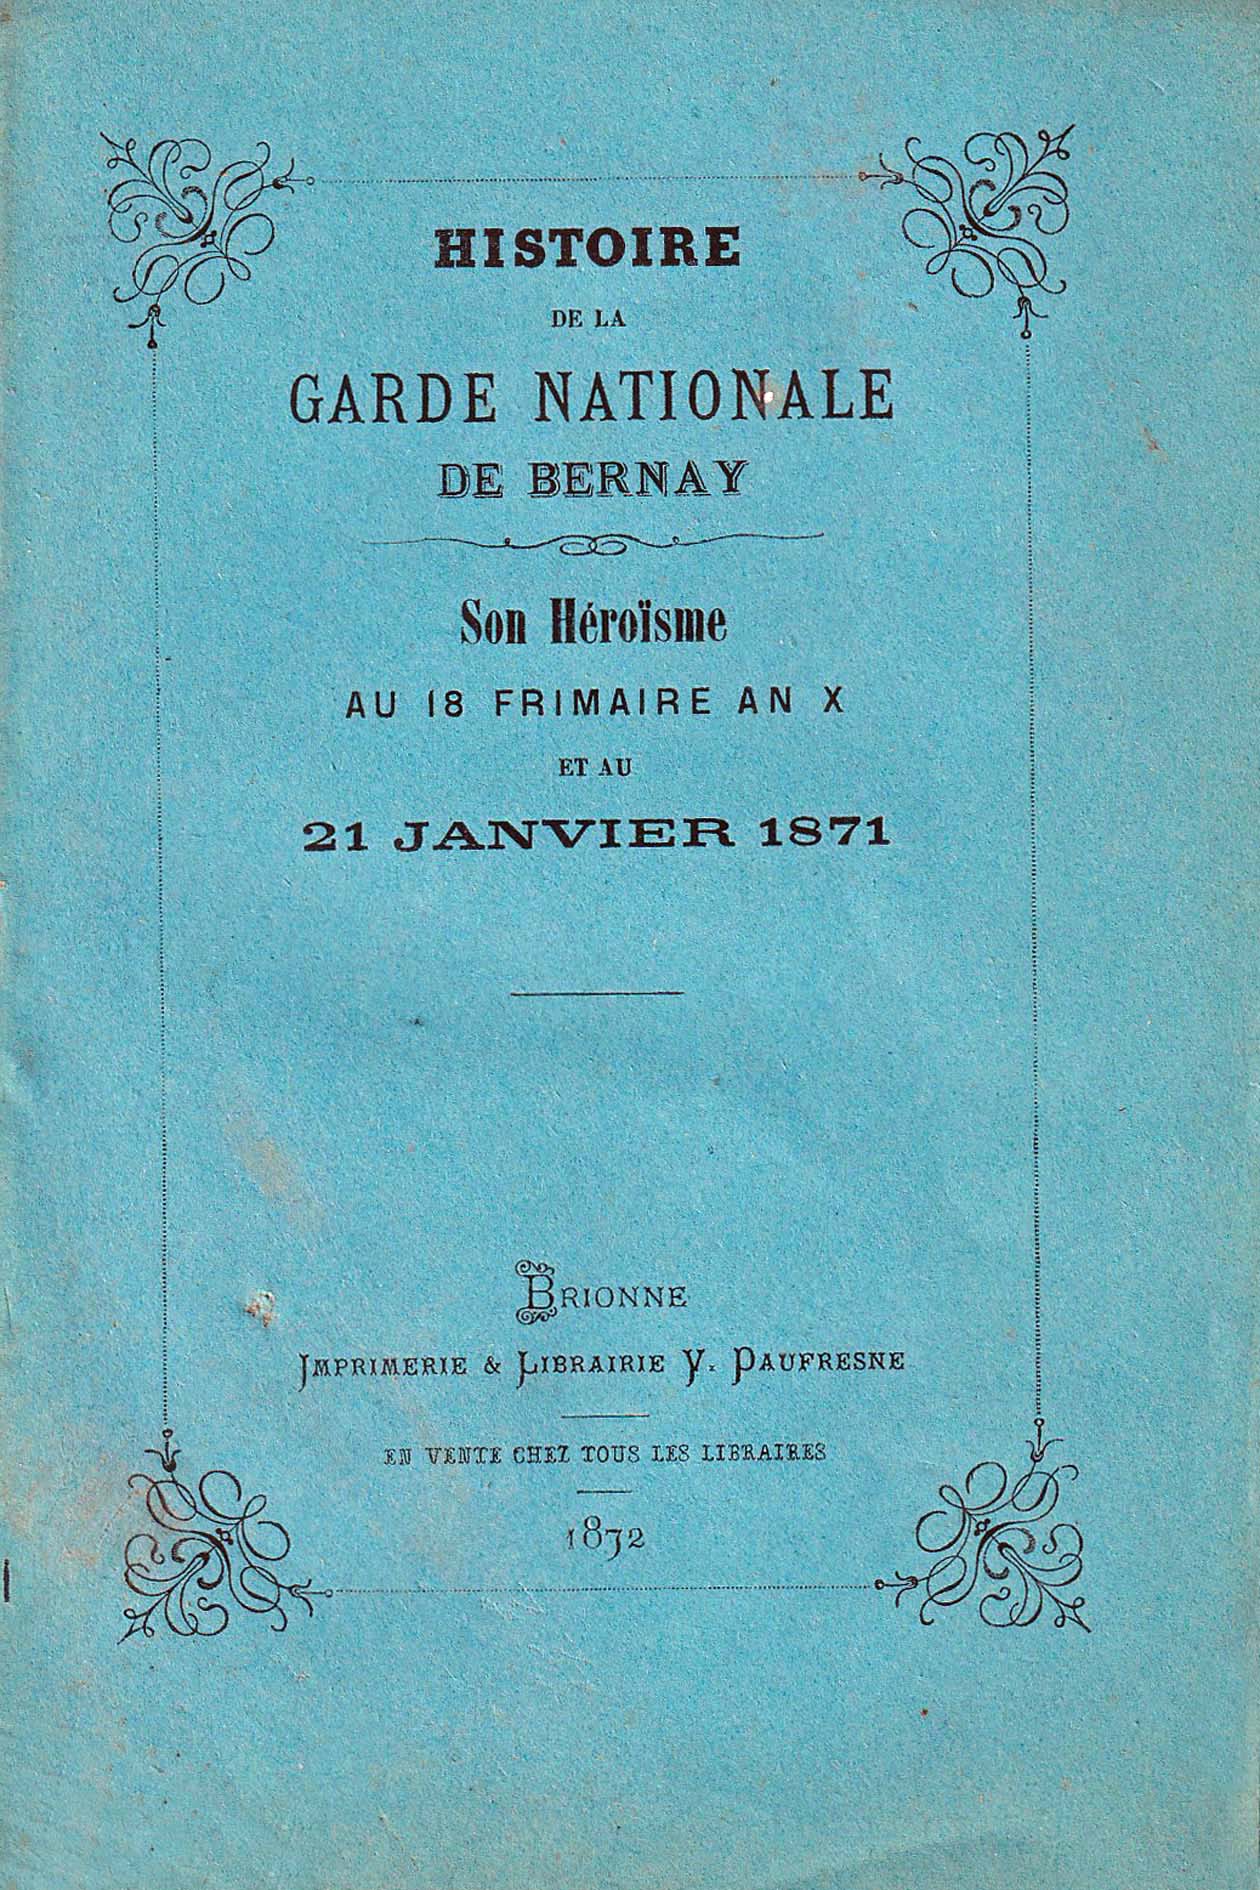 HISTOIRE
DE LA
GARDE NATIONALE
DE BERNAY
Son Héroïsme
AU 18 FRIMAIRE AN X
ET AU
21 JANVIER 1871
BRIONNE
IMPRIMERIE & LIBRAIRIE V. PAUFRESNE
EN VENTE CHEZ TOUS LES LIBRAIRES
1872